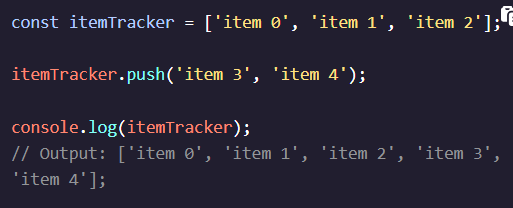 const itemTracker = ['item 0', 'item 1', 'item 2'];
itemTracker.push('item 3', 'item 4');
console.log(itemTracker);
// Output: ['item 0', 'item 1', 'item 2', 'item 3',
'item 4'];